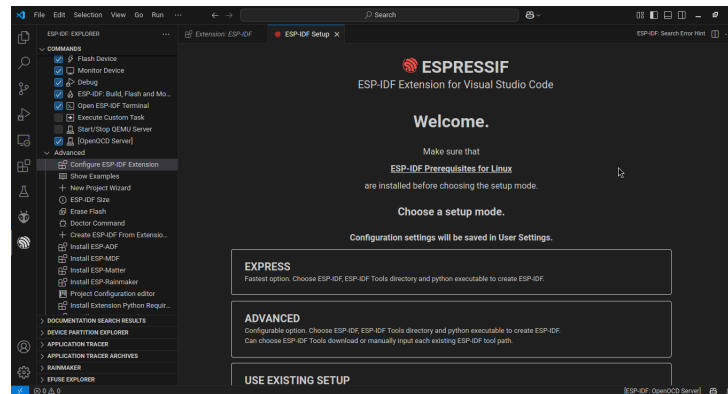 File Edit Selection View Go Run ··· Search
ESP-IDF: EXPLORER ···
Extension: ESP-IDF
ESP-IDF Setup
ESP-IDF: Search Error Hint
COMMANDS
Flash Device
Monitor Device
Debug
ESP-IDF: Build, Flash and Mo...
Open ESP-IDF Terminal
Execute Custom Task
Start/Stop QEMU Server
[OpenOCD Server]
Advanced
Configure ESP-IDF Extension
Show Examples
New Project Wizard
ESP-IDF Size
Erase Flash
Doctor Command
Create ESP-IDF From Extensio...
Install ESP-ADF
Install ESP-MDF
Install ESP-Matter
Install ESP-Rainmaker
Project Configuration editor
Install Extension Python Requir...
DOCUMENTATION SEARCH RESULTS
DEVICE PARTITION EXPLORER
APPLICATION TRACER
APPLICATION TRACER ARCHIVES
RAINMAKER
EFUSE EXPLORER
ESPRESSIF
ESP-IDF Extension for Visual Studio Code
Welcome.
Make sure that
ESP-IDF Prerequisites for Linux
are installed before choosing the setup mode.
Choose a setup mode.
Configuration settings will be saved in User Settings.
EXPRESS
Fastest option. Choose ESP-IDF, ESP-IDF Tools directory and python executable to create ESP-IDF.
ADVANCED
Configurable option. Choose ESP-IDF, ESP-IDF Tools directory and python executable to create ESP-IDF.
Can choose ESP-IDF Tools download or manually input each existing ESP-IDF tool path.
USE EXISTING SETUP
0 0
[ESP-IDF: OpenOCD Server]